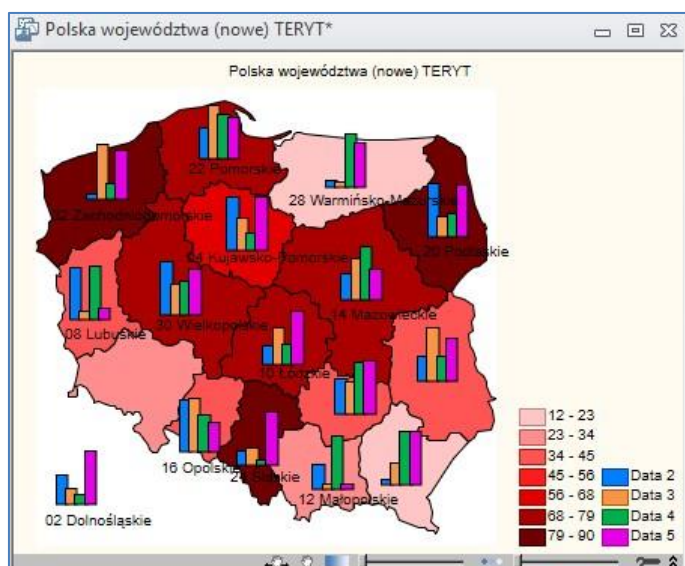 Polska województwa (nowe) TERYT*
Polska województwa (nowe) TERYT
22 Pomorskie
28 Warmińsko-Mazurskie
32 Zachodniopomorskie
20 Podlaskie
04 Kujawsko-Pomorskie
30 Wielkopolskie
14 Mazowieckie
08 Lubuskie
10 Łódzkie
16 Opolskie
24 Śląskie
12 Małopolskie
02 Dolnośląskie
12 - 23
23 - 34
34 - 45
45 - 56
56 - 68
68 - 79
79 - 90
Data 2
Data 3
Data 4
Data 5